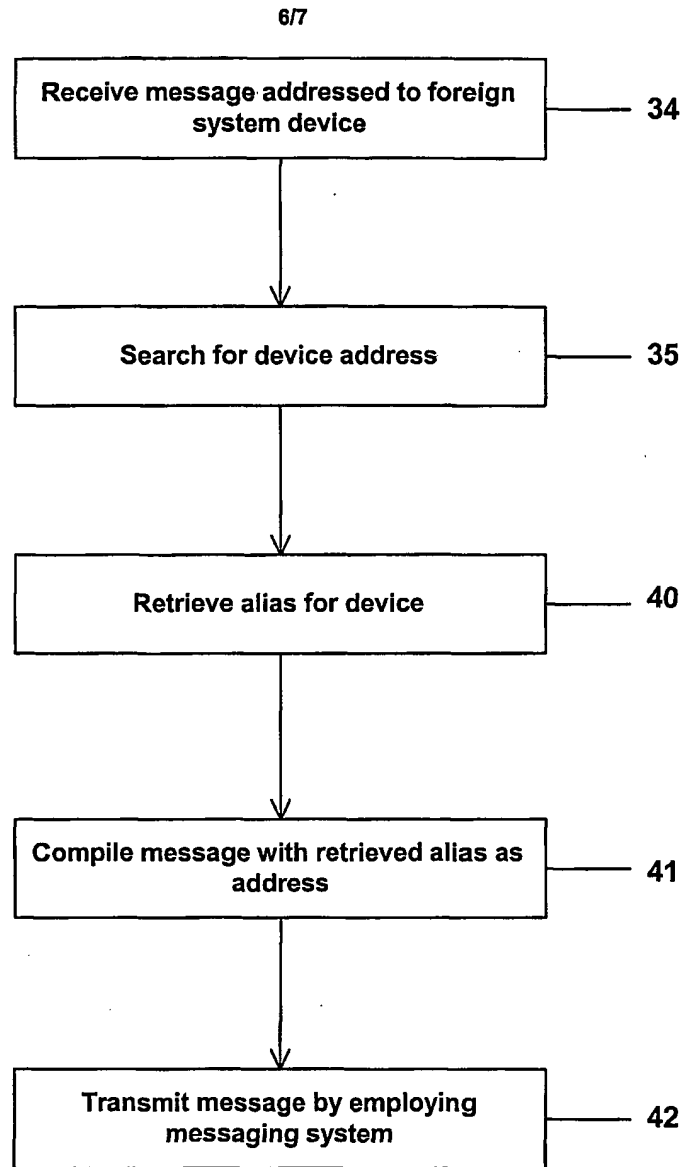 6/7
Receive message addressed to foreign
system device
34
Search for device address
35
Retrieve alias for device
40
Compile message with retrieved alias as
address
41
Transmit message by employing
messaging system
42